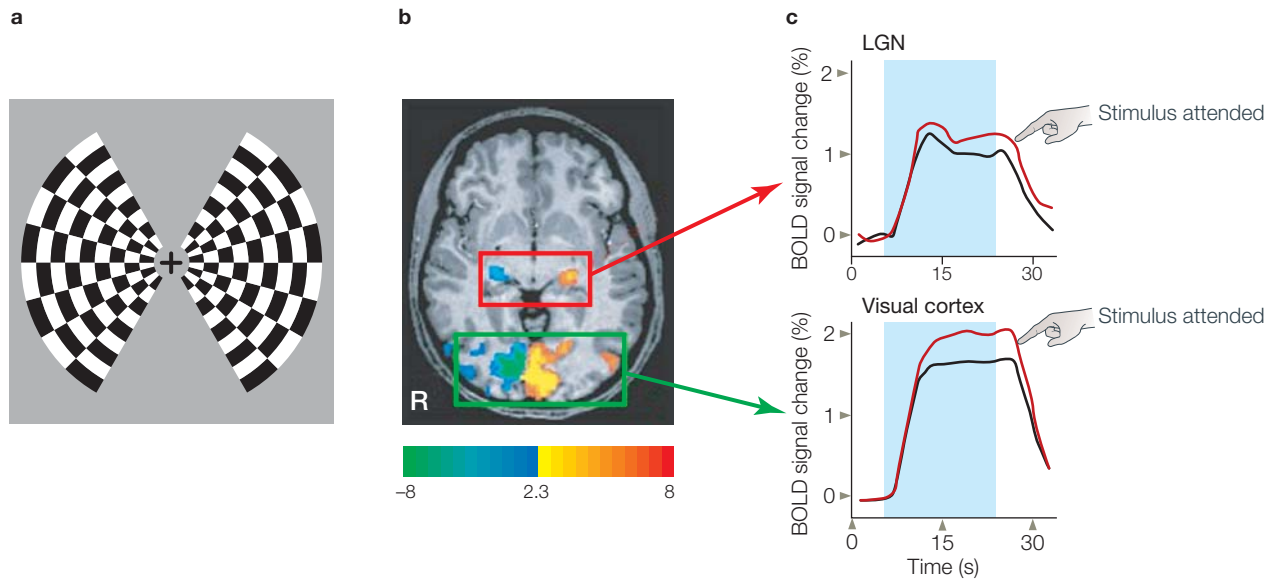 a
b
c
R
−8
2.3
8
LGN
BOLD signal change (%)
2
1
0
0
15
30
Stimulus attended
Visual cortex
BOLD signal change (%)
2
1
0
0
15
30
Time (s)
Stimulus attended